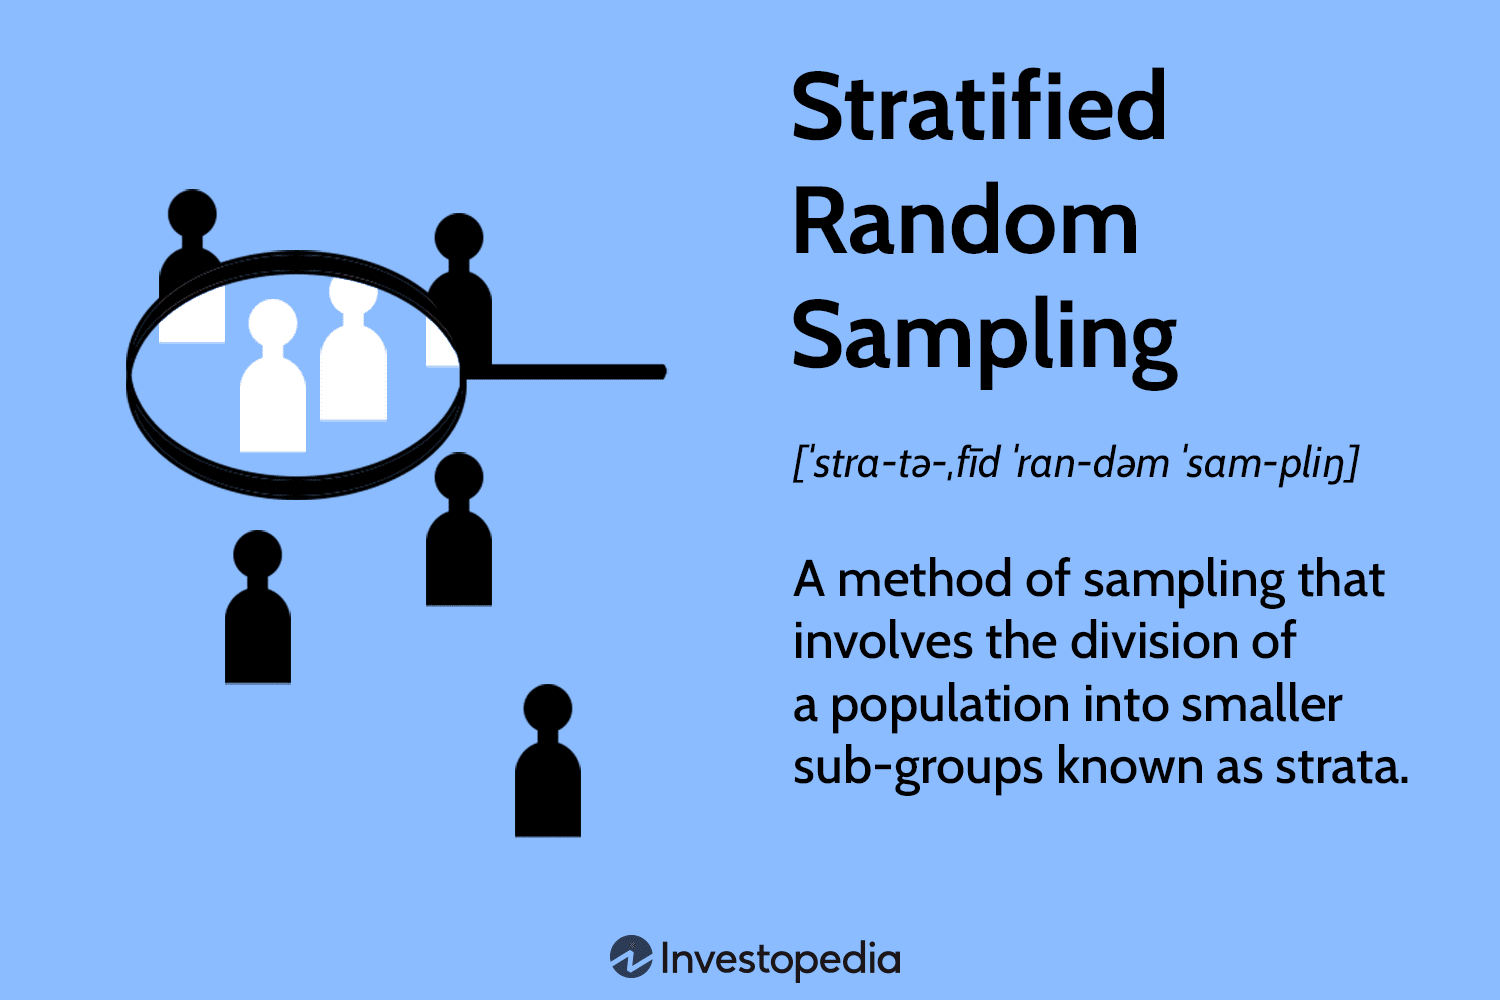 Stratified
Random
Sampling
[ˈstra-tə-ˌfīd ˈran-dəm ˈsam-pliŋ]
A method of sampling that
involves the division of
a population into smaller
sub-groups known as strata.
Investopedia